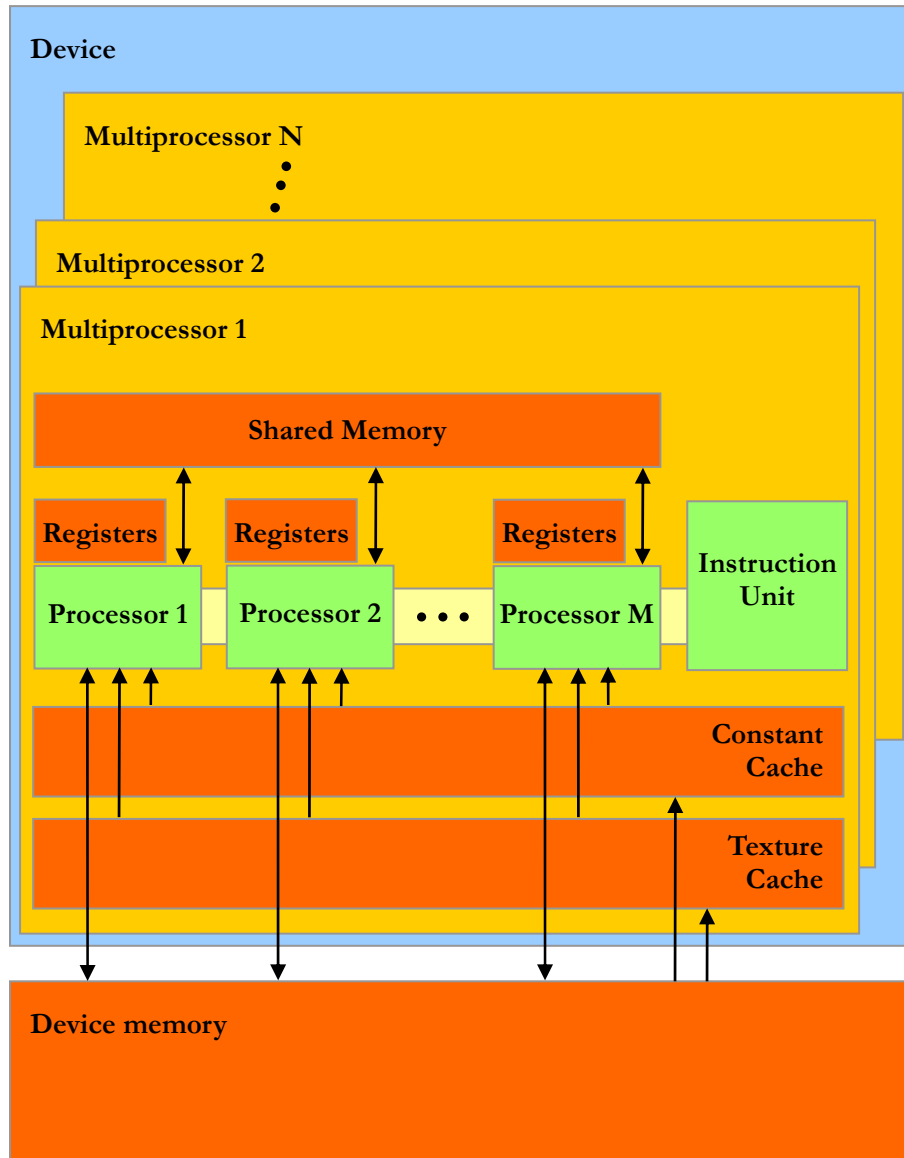 Device
Multiprocessor N
Multiprocessor 2
Multiprocessor 1
Shared Memory
Registers
Registers
Registers
Instruction
Unit
Processor 1
Processor 2
• • •
Processor M
Constant
Cache
Texture
Cache
Device memory